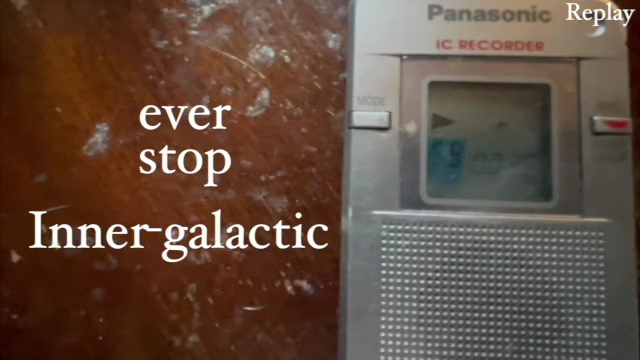 Panasonic
Replay
IC RECORDER
MODE
ever
stop
Inner-galactic